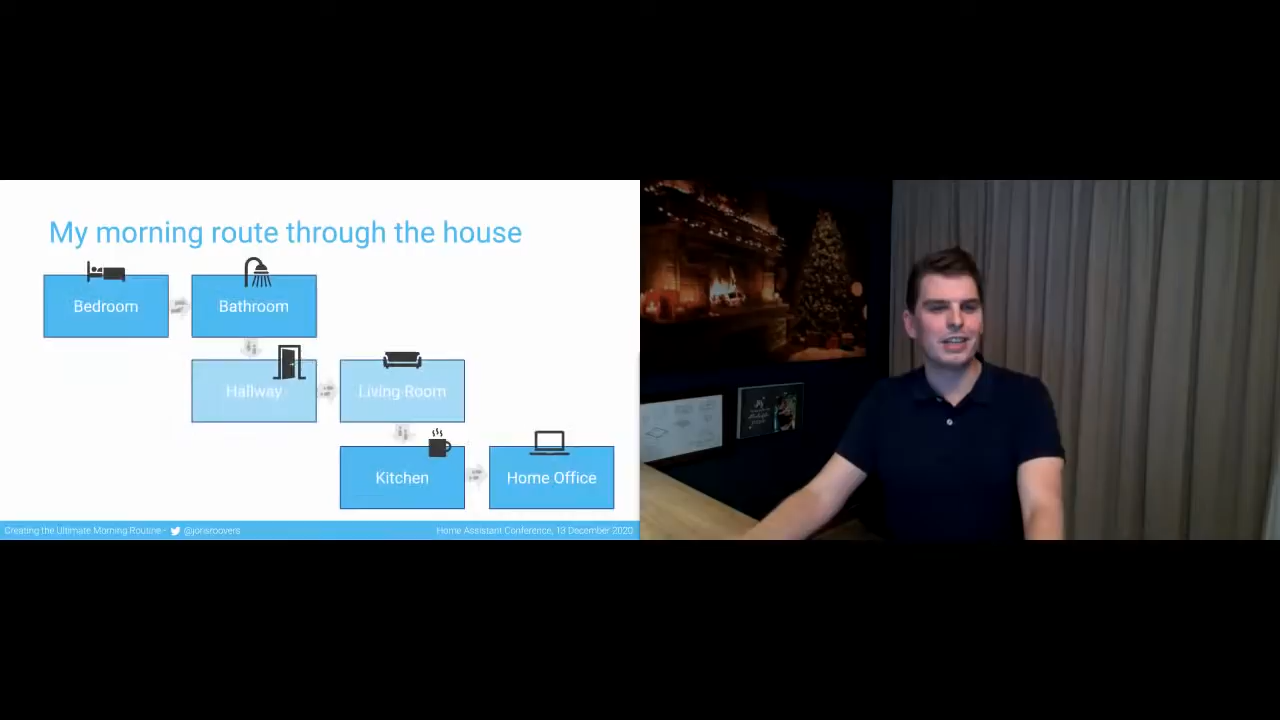 My morning route through the house
Bedroom
Bathroom
Hallway
Living Room
Kitchen
Home Office
Creating the Ultimate Morning Routine - @jorisroovers
Home Assistant Conference, 13 December 2020